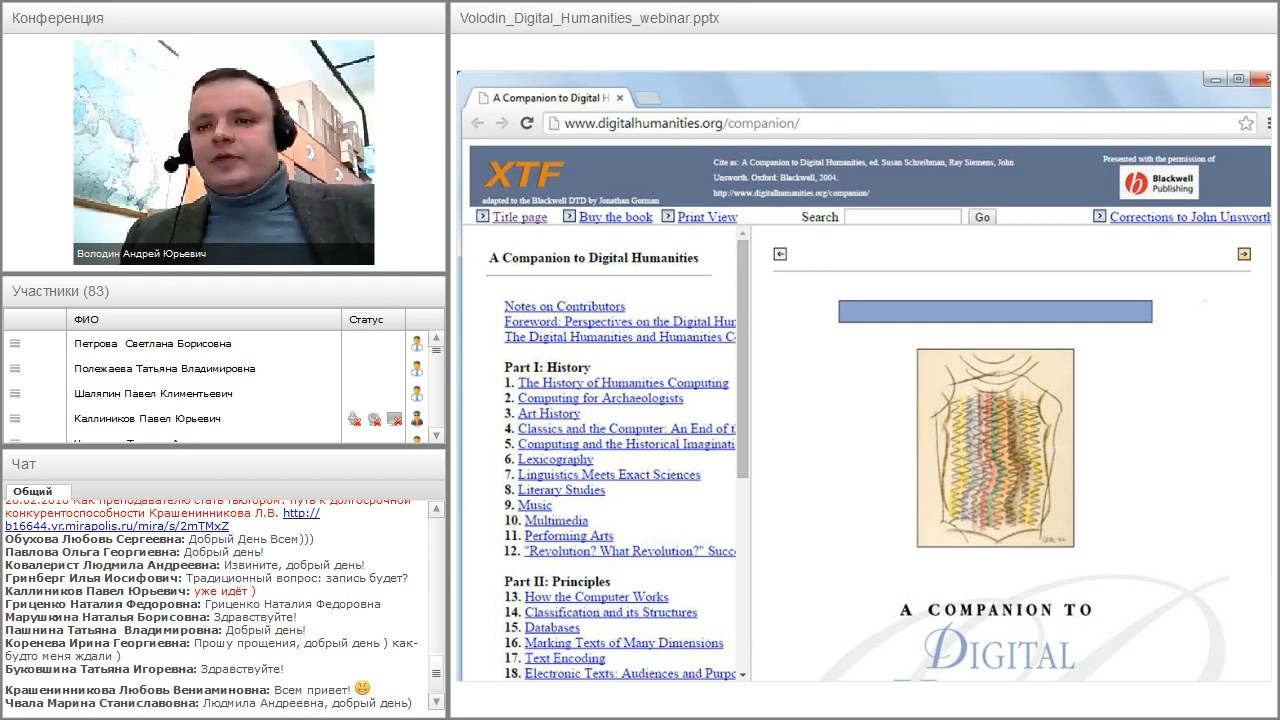 Конференция
Володин Андрей Юрьевич
Участники (83)
ФИО
Статус
Петрова Светлана Борисовна
Полежаева Татьяна Владимировна
Шаляпин Павел Климентьевич
Каллиников Павел Юрьевич
Чат
Общий
28.02.2018 Как преподавателю стать тьютором: путь к долгосрочной
конкурентоспособности Крашенинникова Л.В. http://
b16644.vr.mirapolis.ru/mira/s/2mTMxZ
Обухова Любовь Сергеевна: Добрый День Всем)))
Павлова Ольга Георгиевна: Добрый день!
Ковалерист Людмила Андреевна: Извините, добрый день!
Гринберг Илья Иосифович: Традиционный вопрос: запись будет?
Каллиников Павел Юрьевич: уже идёт )
Гриценко Наталия Федоровна: Гриценко Наталия Федоровна
Марушкина Наталья Борисовна: Здравствуйте!
Пашнина Татьяна Владимировна: Добрый день!
Коренева Ирина Георгиевна: Прошу прощения, добрый день ) как-
будто меня ждали )
Буковшина Татьяна Игоревна: Здравствуйте!
Крашенинникова Любовь Вениаминовна: Всем привет!
Чвала Марина Станиславовна: Людмила Андреевна, добрый день)
Volodin_Digital_Humanities_webinar.pptx
A Companion to Digital H
www.digitalhumanities.org/companion/
XTF
adapted to the Blackwell DTD by Jonathan Gorman
Cite as: A Companion to Digital Humanities, ed. Susan Schreibman, Ray Siemens, John
Unsworth. Oxford: Blackwell, 2004.
http://www.digitalhumanities.org/companion/
Presented with the permission of
Blackwell
Publishing
Title page Buy the book Print View Search Go Corrections to John Unsworth
A Companion to Digital Humanities
Notes on Contributors
Foreword: Perspectives on the Digital Hum
The Digital Humanities and Humanities C
Part I: History
1. The History of Humanities Computing
2. Computing for Archaeologists
3. Art History
4. Classics and the Computer: An End of t
5. Computing and the Historical Imaginati
6. Lexicography
7. Linguistics Meets Exact Sciences
8. Literary Studies
9. Music
10. Multimedia
11. Performing Arts
12. "Revolution? What Revolution?" Succ
Part II: Principles
13. How the Computer Works
14. Classification and its Structures
15. Databases
16. Marking Texts of Many Dimensions
17. Text Encoding
18. Electronic Texts: Audiences and Purpo
A COMPANION TO
DIGITAL